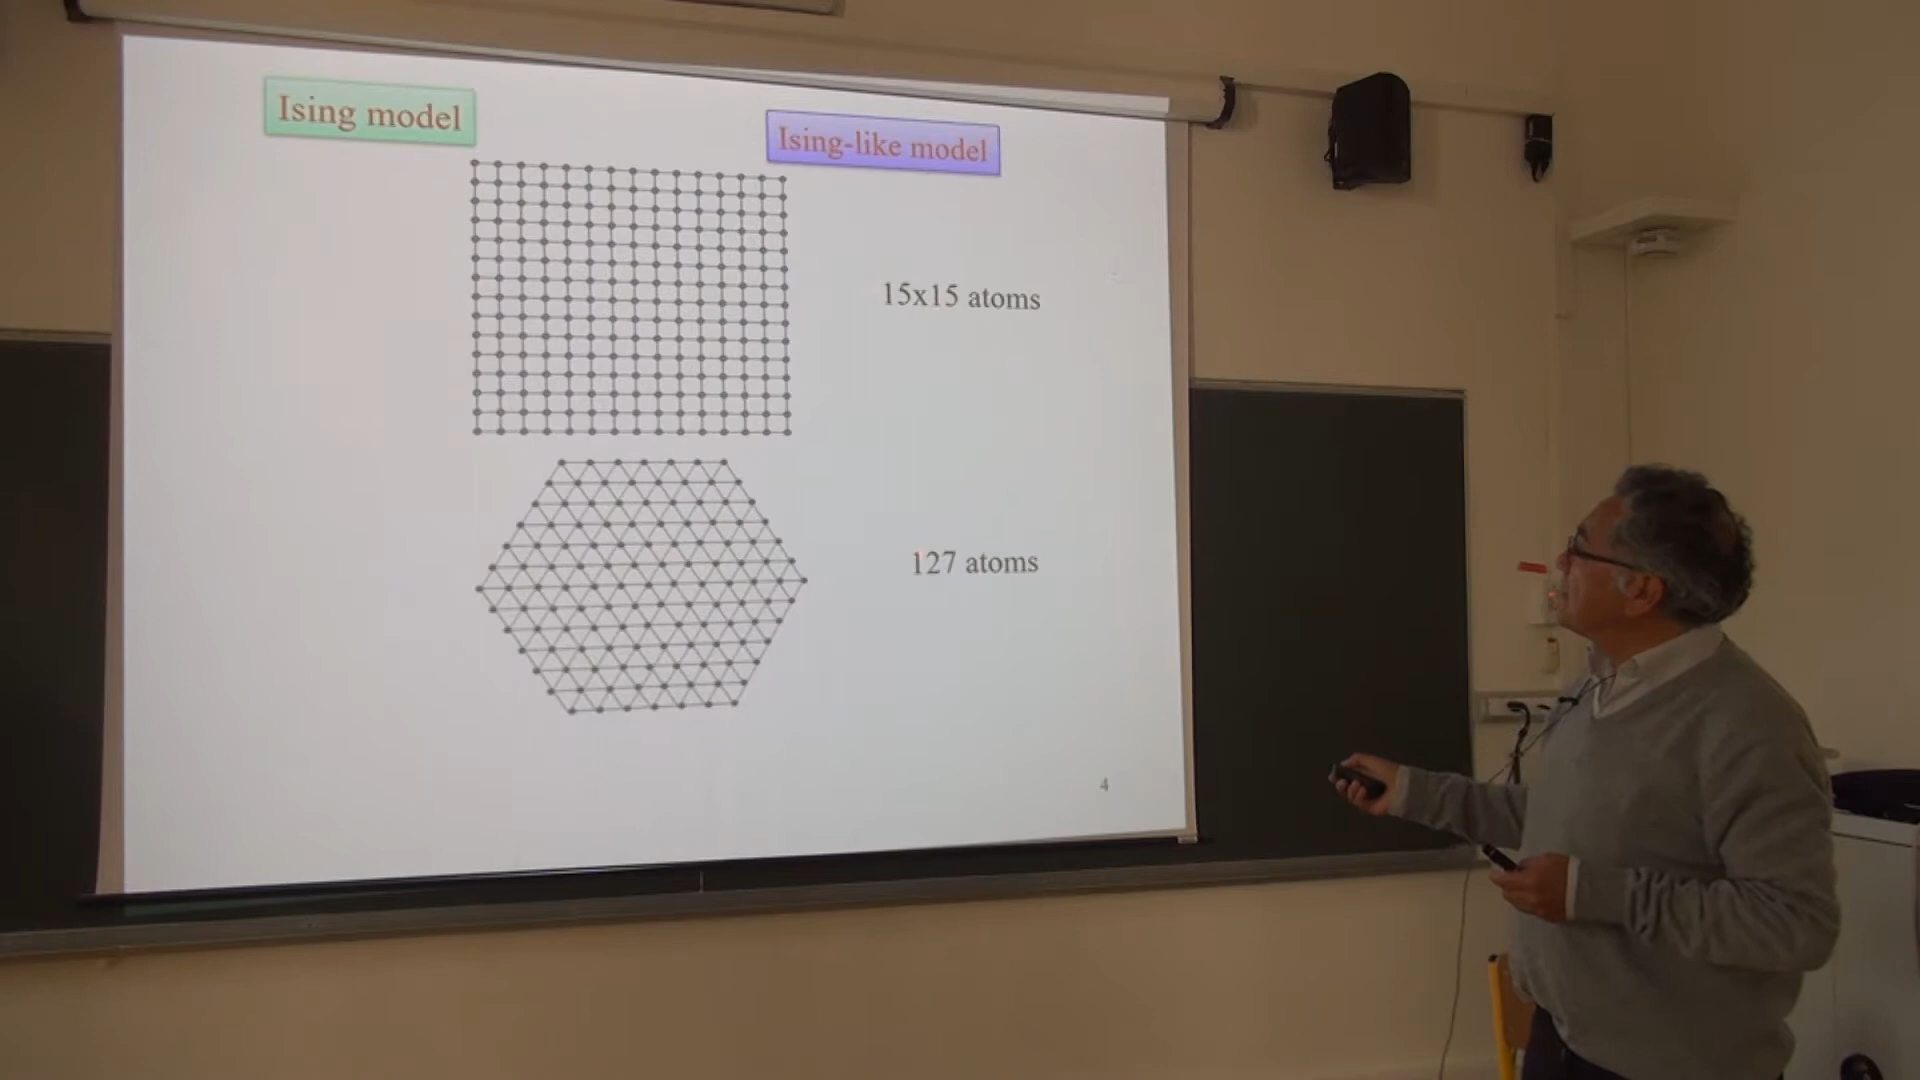 Ising model
Ising-like model
15x15 atoms
127 atoms
4